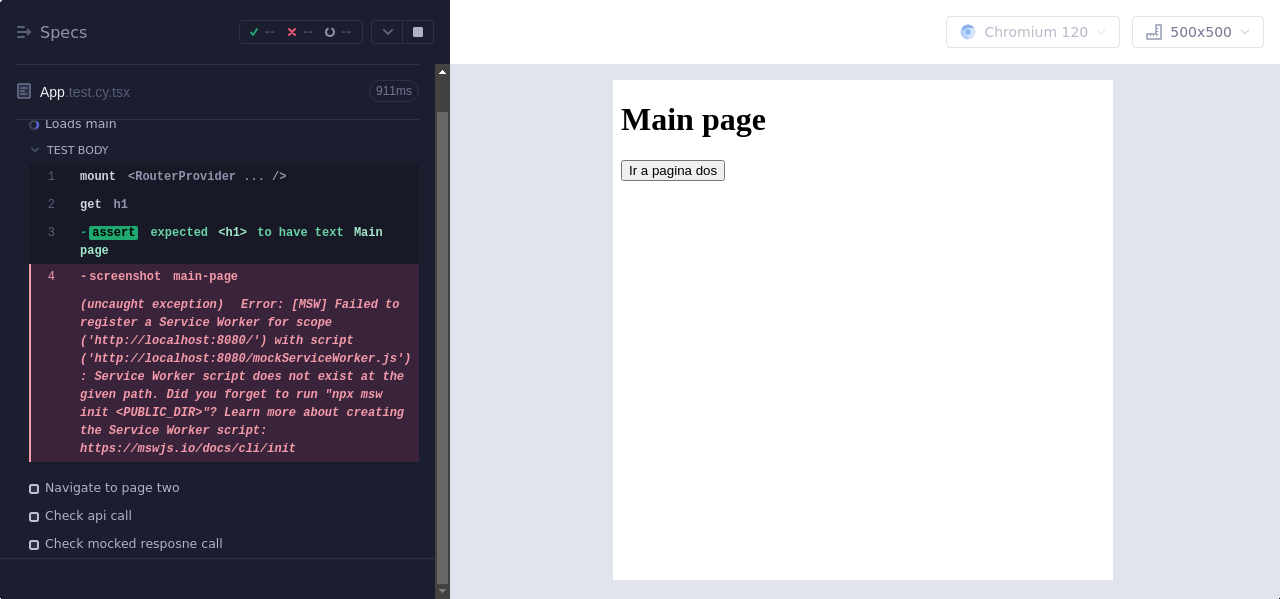 Specs
-- -- --
Chromium 120
500x500
App.test.cy.tsx
911ms
Loads main
TEST BODY
1 mount <RouterProvider ... />
2 get h1
3 -assert expected <h1> to have text Main
page
4 -screenshot main-page
(uncaught exception) Error: [MSW] Failed to
register a Service Worker for scope
('http://localhost:8080/') with script
('http://localhost:8080/mockServiceWorker.js')
: Service Worker script does not exist at the
given path. Did you forget to run "npx msw
init <PUBLIC_DIR>"? Learn more about creating
the Service Worker script:
https://mswjs.io/docs/cli/init
Navigate to page two
Check api call
Check mocked resposne call
Main page
Ir a pagina dos